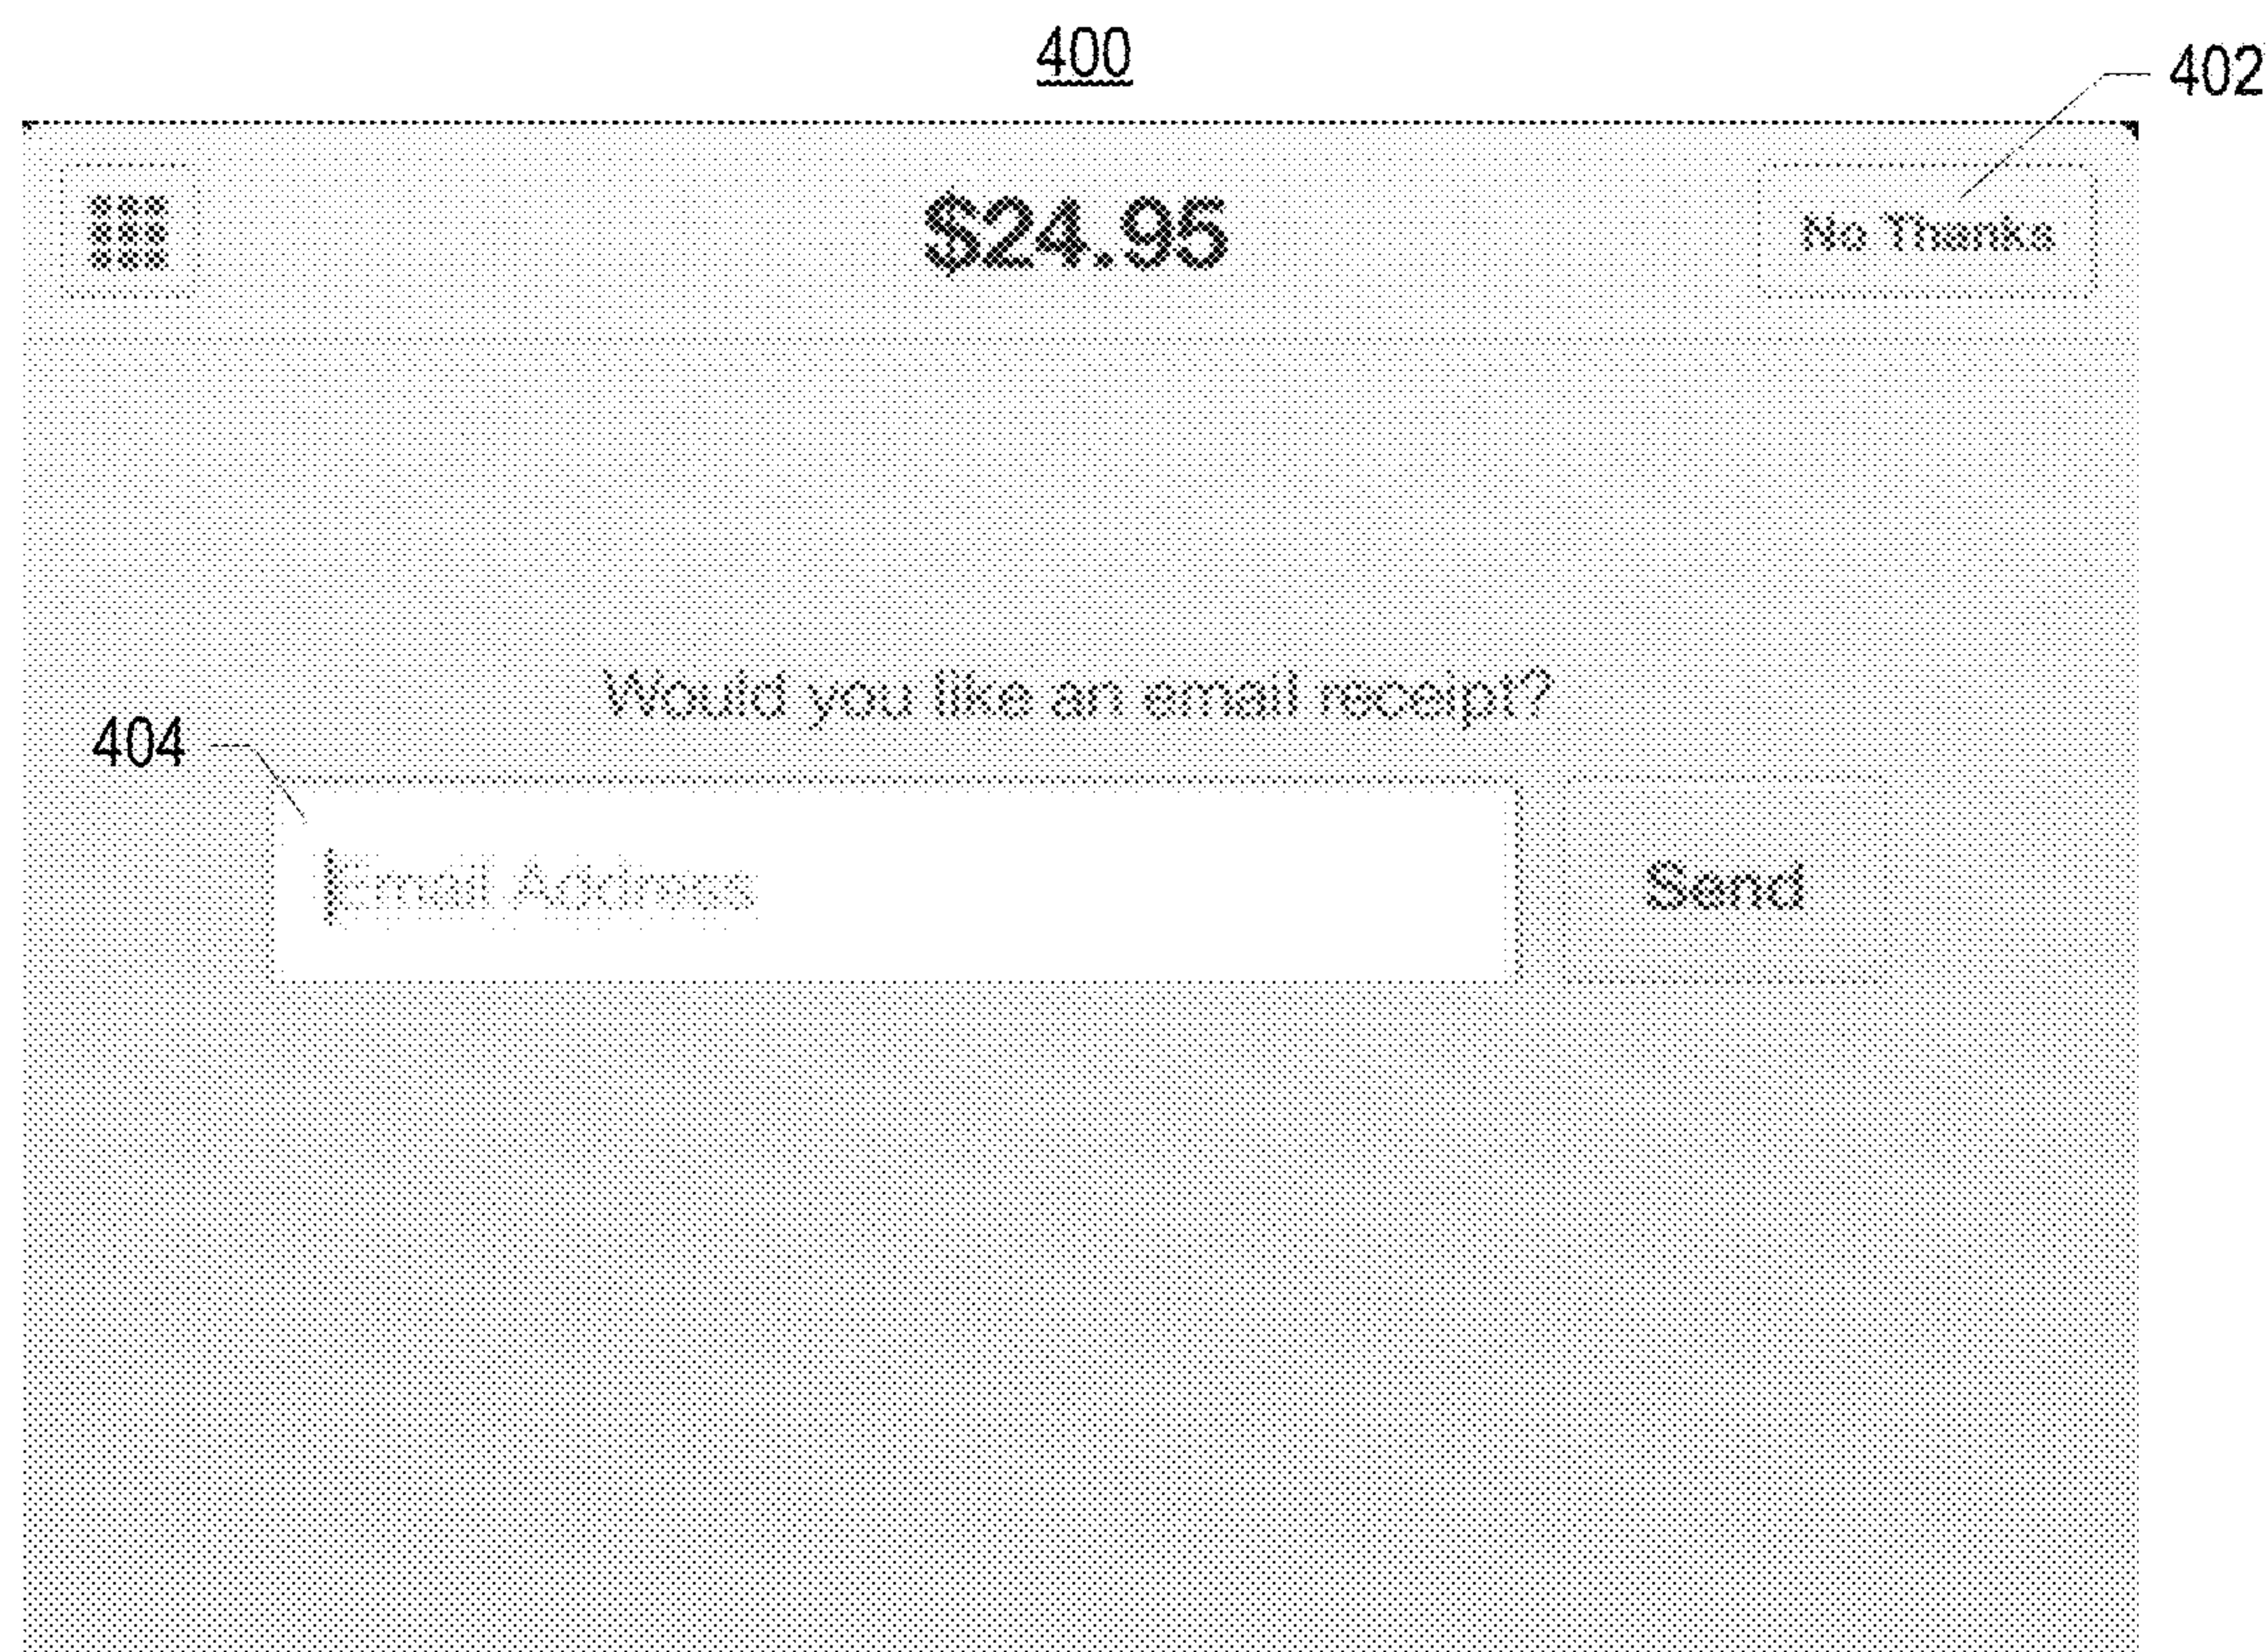 400
402
$24.95
No Thanks
Would you like an email receipt?
404
Email Address
Send